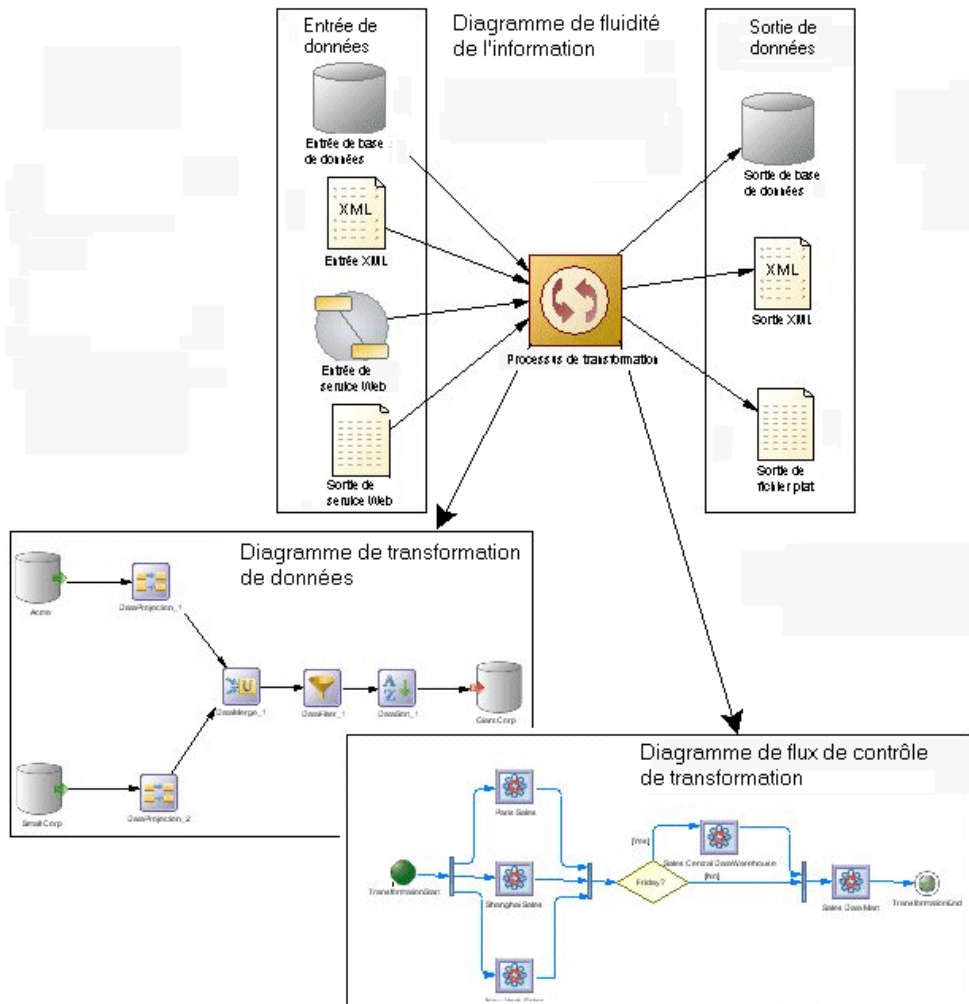 Entrée de
données
Diagramme de fluidité
de l'information
Sortie de
données
Entrée de base
de données
XML
Entrée XML
Entrée de
service Web
Sortie de
service Web
Processus de transformation
Sortie de base
de données
XML
Sortie XML
Sortie de
fichier plat
Diagramme de transformation
de données
Acme
DataProjection_1
U
DataMerge_1
DataFilter_1
A
Z
DataSort_1
GiantCorp
SmallCorp
DataProjection_2
Diagramme de flux de contrôle
de transformation
Paris Sales
[Yes]
Sales Central DataWarehouse
TransformationStart
Shanghai Sales
Friday?
[No]
Sales Data Mart
TransformationEnd